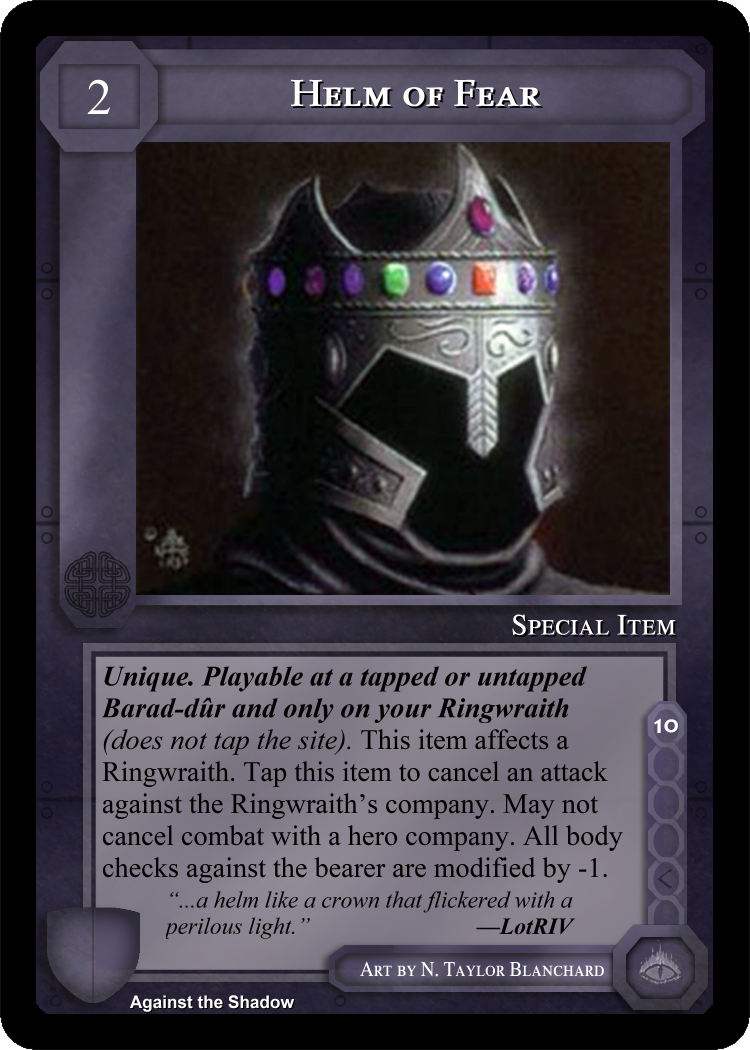 2
Helm of Fear
Special Item
Unique. Playable at a tapped or untapped
Barad-dûr and only on your Ringwraith
(does not tap the site). This item affects a
Ringwraith. Tap this item to cancel an attack
against the Ringwraith’s company. May not
cancel combat with a hero company. All body
checks against the bearer are modified by -1.
10
“...a helm like a crown that flickered with a
perilous light.” —LotRIV
Art by N. Taylor Blanchard
Against the Shadow